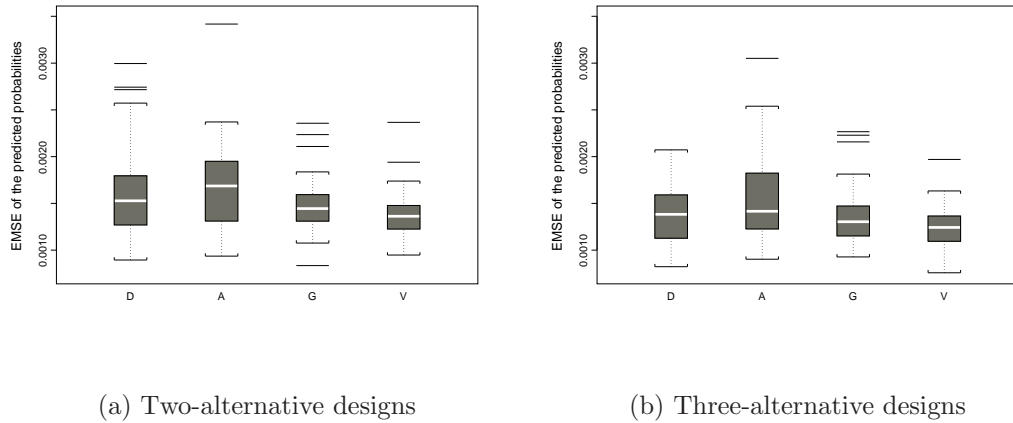 EMSE of the predicted probabilities
0.0030
0.0020
0.0010
D A G V
(a) Two-alternative designs
EMSE of the predicted probabilities
0.0030
0.0020
0.0010
D A G V
(b) Three-alternative designs